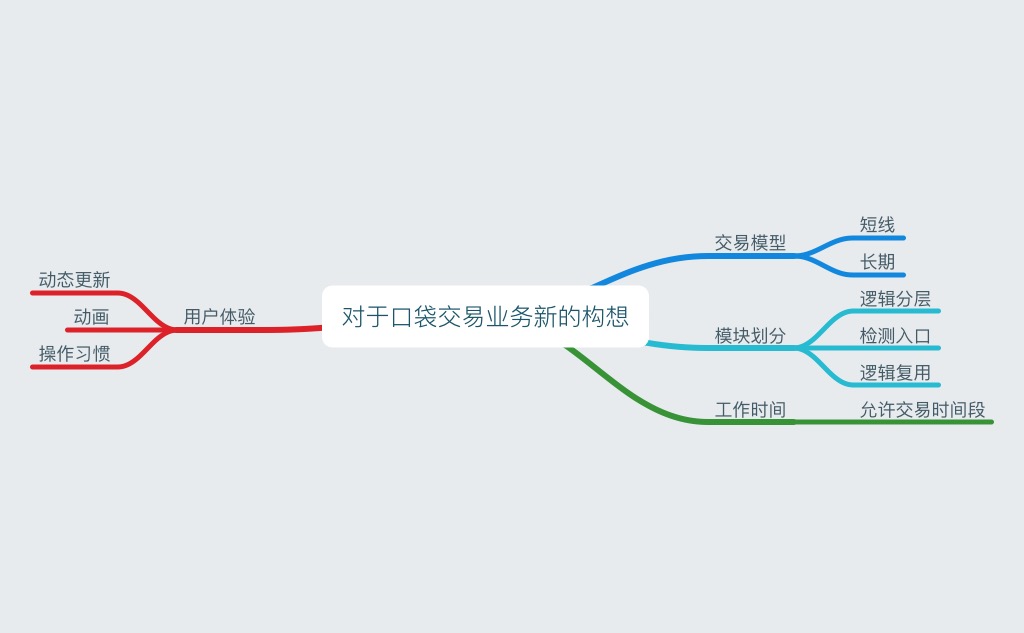 对于口袋交易业务新的构想
交易模型
短线
长期
模块划分
逻辑分层
检测入口
逻辑复用
工作时间
允许交易时间段
用户体验
动态更新
动画
操作习惯